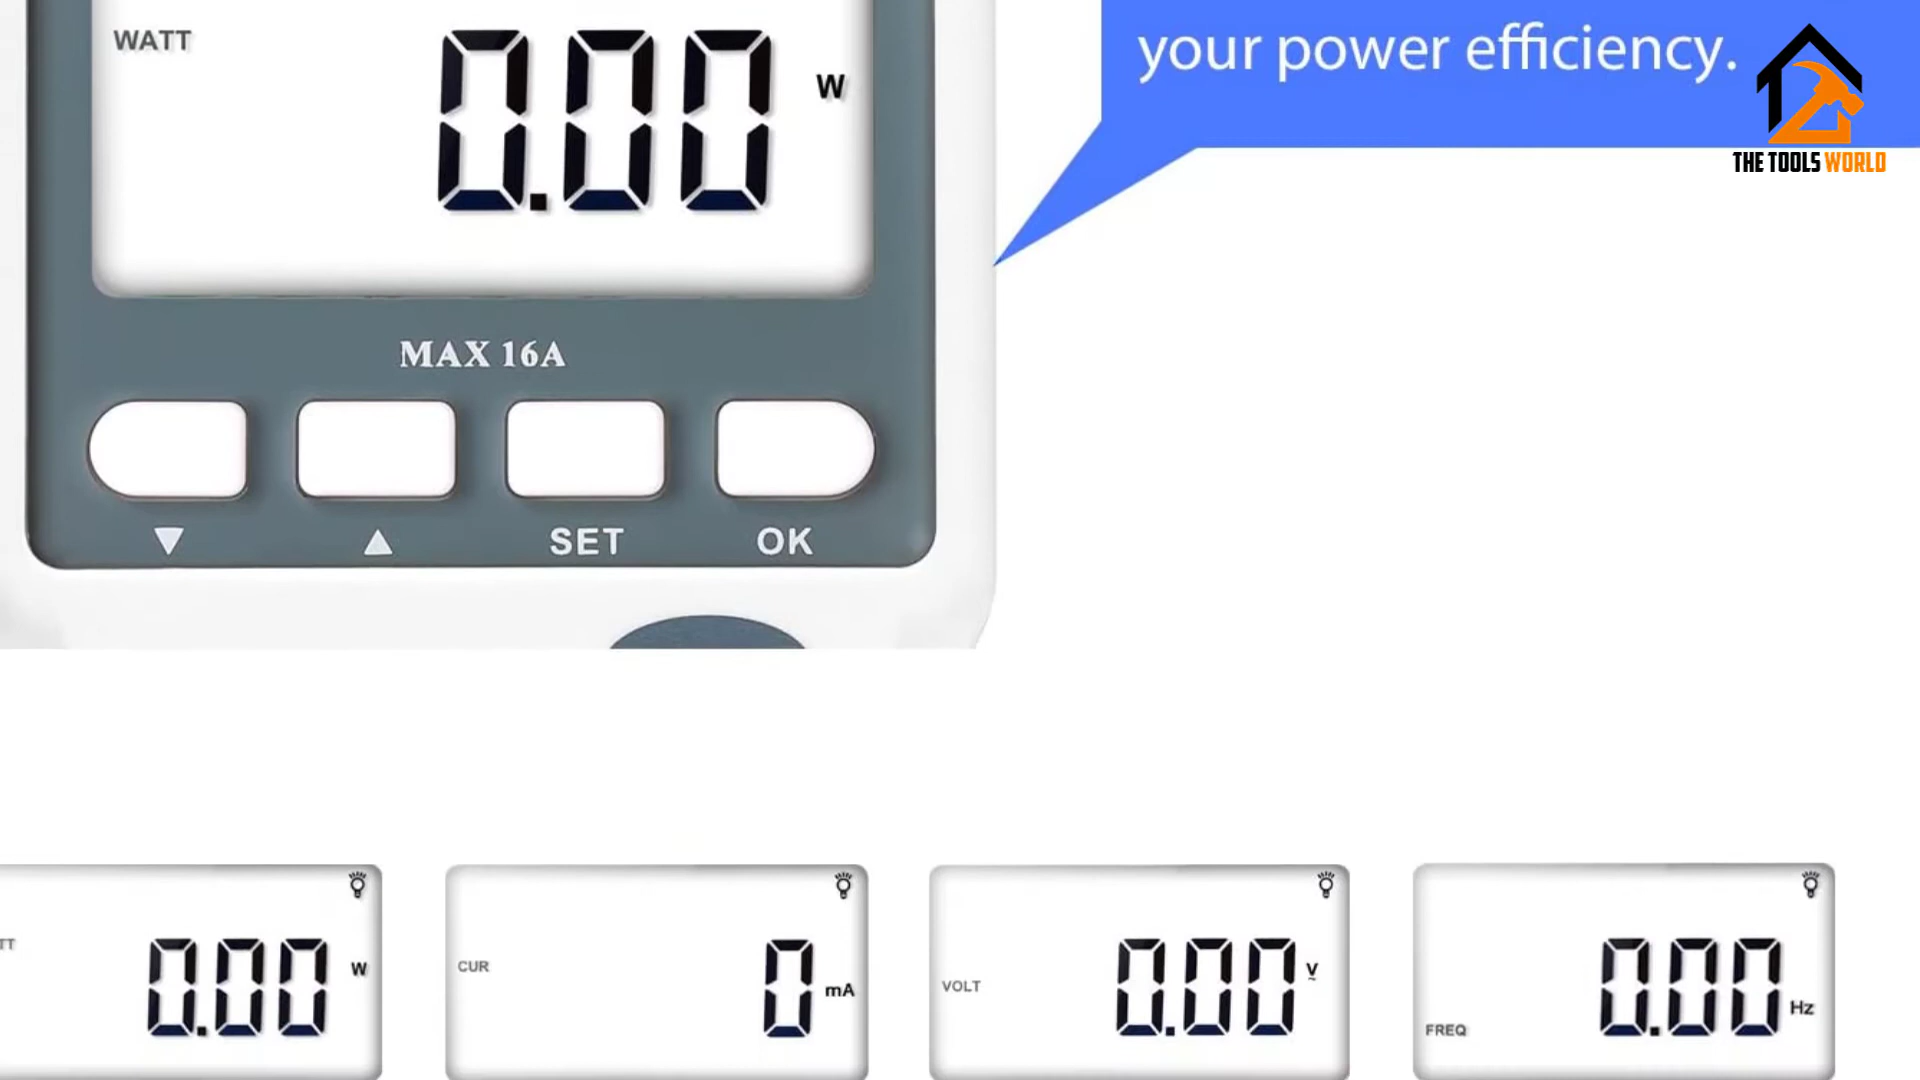 WATT
0.00 W
your power efficiency.
THE TOOLS WORLD
MAX 16A
▼ ▲ SET OK
TT
0.00 W
CUR
0 mA
VOLT
0.00 V
FREQ
0.00 Hz